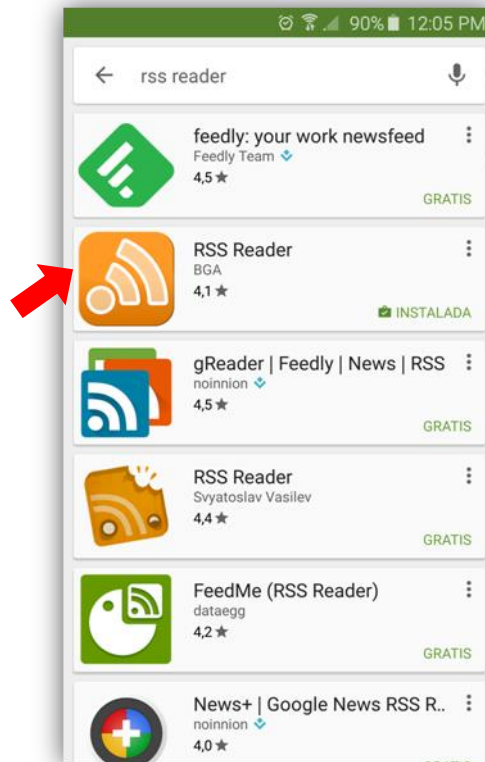 90% 12:05 PM
rss reader
feedly: your work newsfeed
Feedly Team
4,5★
GRATIS
RSS Reader
BGA
4,1★
INSTALADA
gReader | Feedly | News | RSS
noinnion
4,5★
GRATIS
RSS Reader
Svyatoslav Vasilev
4,4★
GRATIS
FeedMe (RSS Reader)
dataegg
4,2★
GRATIS
News+ | Google News RSS R..
noinnion
4,0★